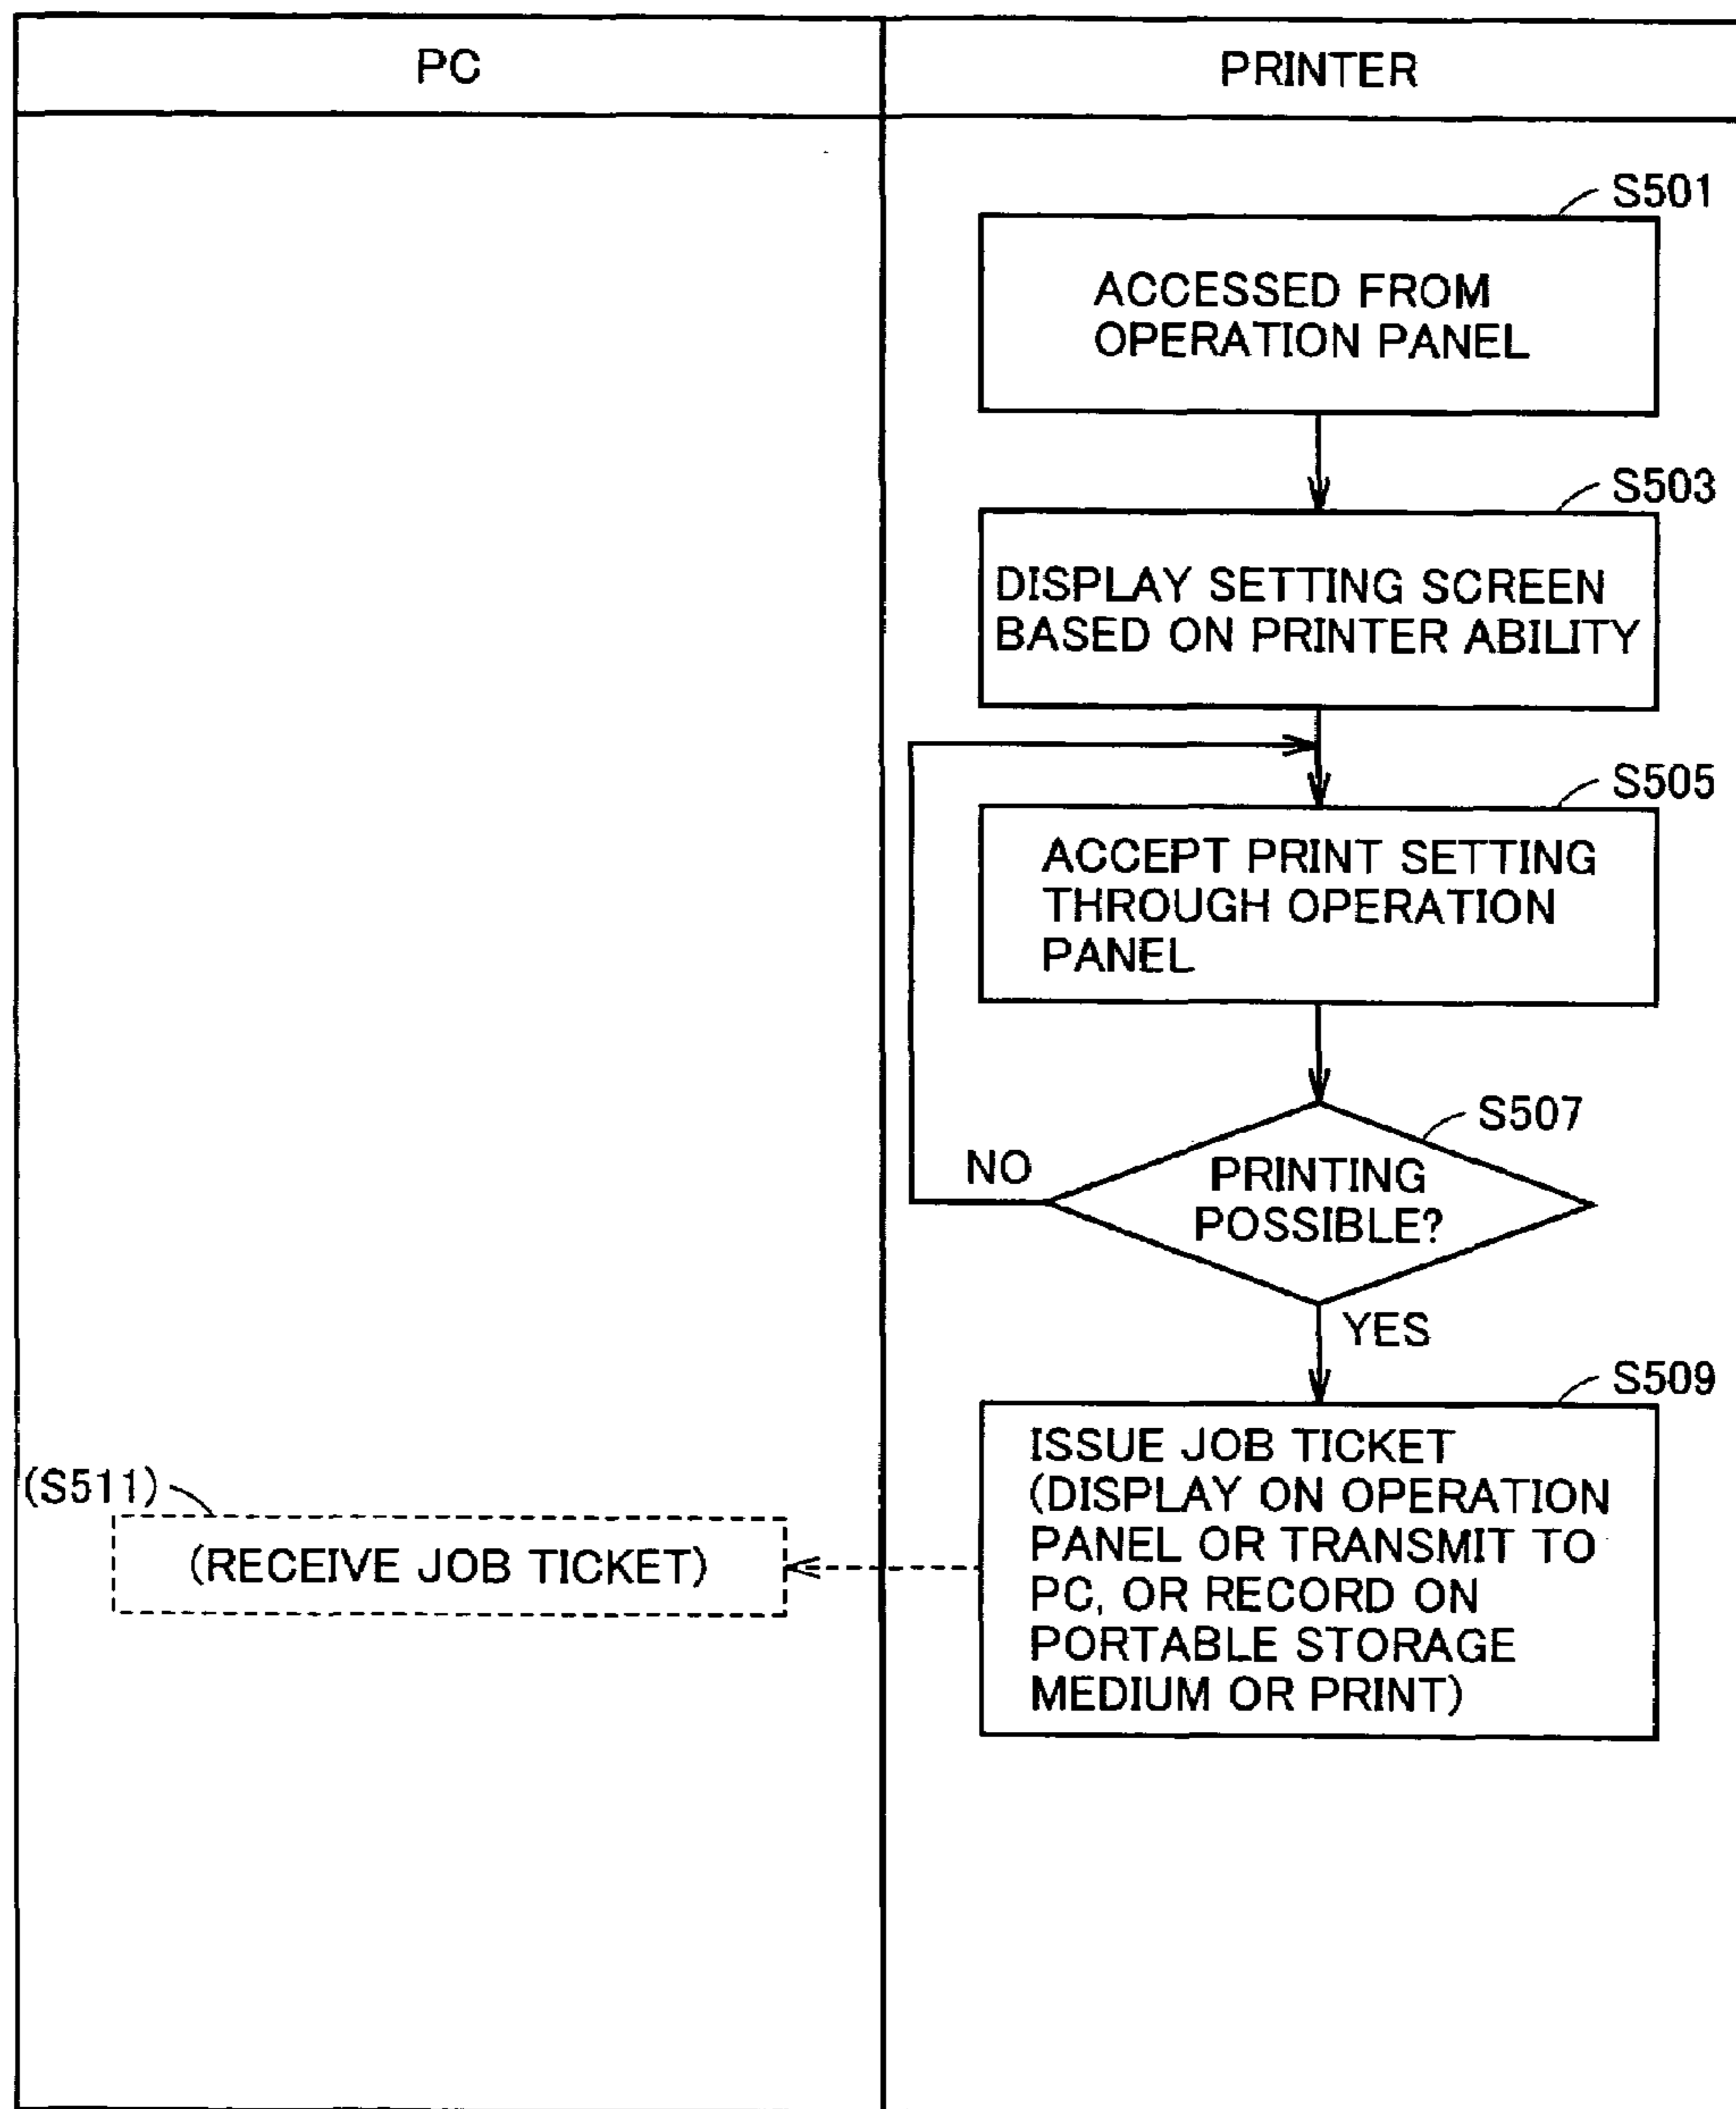 PC
PRINTER
S501
ACCESSED FROM
OPERATION PANEL
S503
DISPLAY SETTING SCREEN
BASED ON PRINTER ABILITY
S505
ACCEPT PRINT SETTING
THROUGH OPERATION
PANEL
S507
NO
PRINTING
POSSIBLE?
YES
S509
ISSUE JOB TICKET
(DISPLAY ON OPERATION
PANEL OR TRANSMIT TO
PC, OR RECORD ON
PORTABLE STORAGE
MEDIUM OR PRINT)
(S511)
(RECEIVE JOB TICKET)